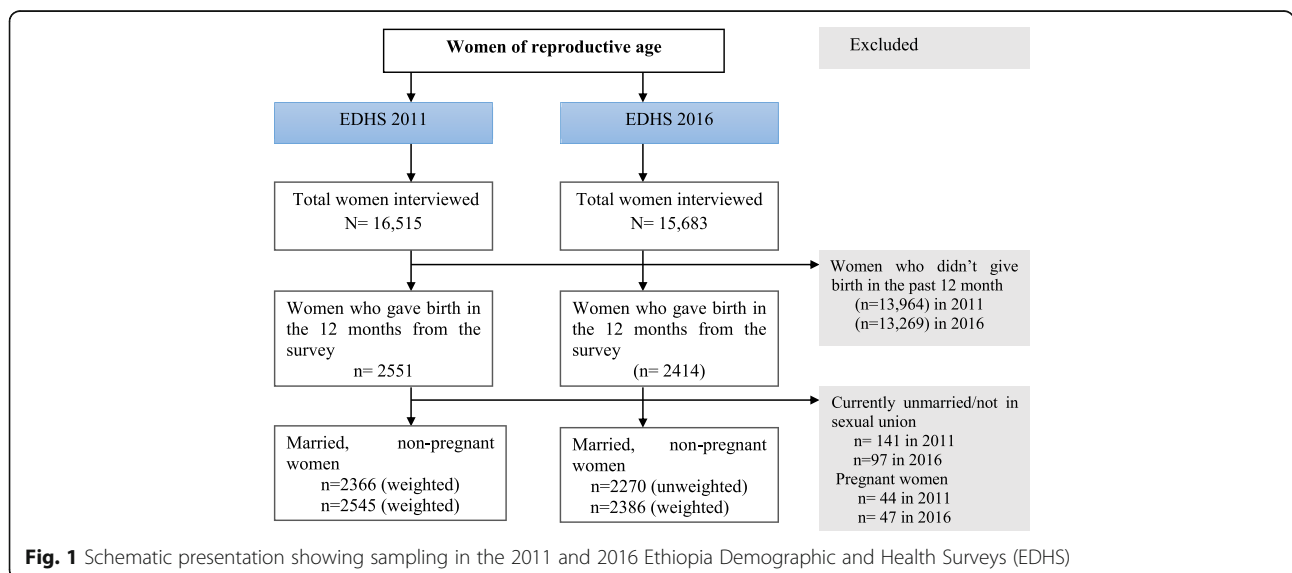 Women of reproductive age
Excluded
EDHS 2011
EDHS 2016
Total women interviewed
N= 16,515
Total women interviewed
N= 15,683
Women who didn’t give
birth in the past 12 month
(n=13,964) in 2011
(n=13,269) in 2016
Women who gave birth in
the 12 months from the
survey
n= 2551
Women who gave birth in
the 12 months from the
survey
(n= 2414)
Currently unmarried/not in
sexual union
n= 141 in 2011
n=97 in 2016
Pregnant women
n= 44 in 2011
n= 47 in 2016
Married, non-pregnant
women
n=2366 (weighted)
n=2545 (weighted)
Married, non-pregnant
women
n=2270 (unweighted)
n=2386 (weighted)
Fig. 1 Schematic presentation showing sampling in the 2011 and 2016 Ethiopia Demographic and Health Surveys (EDHS)